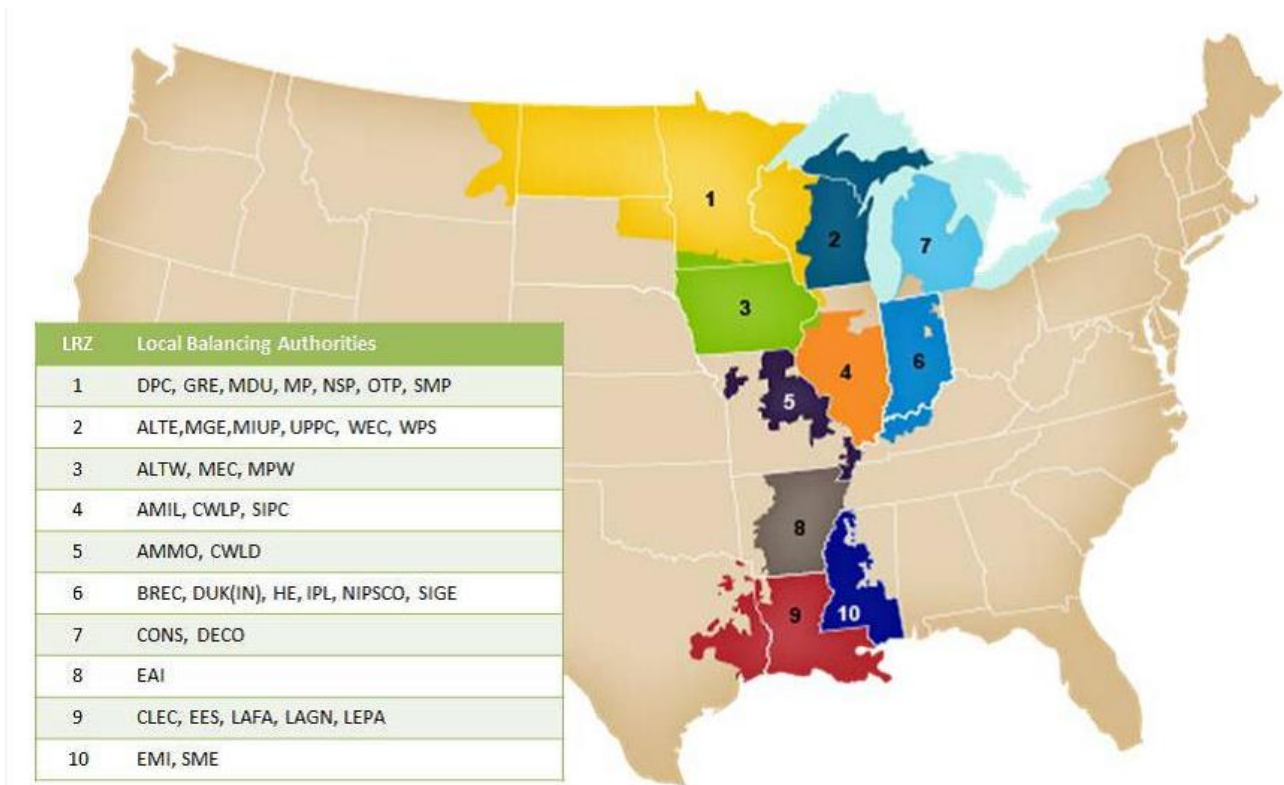 1
2
7
3
6
4
5
8
9
10
LRZ Local Balancing Authorities
1 DPC, GRE, MDU, MP, NSP, OTP, SMP
2 ALTE,MGE,MIUP, UPPC, WEC, WPS
3 ALTW, MEC, MPW
4 AMIL, CWLP, SIPC
5 AMMO, CWLD
6 BREC, DUK(IN), HE, IPL, NIPSCO, SIGE
7 CONS, DECO
8 EAI
9 CLEC, EES, LAFA, LAGN, LEPA
10 EMI, SME